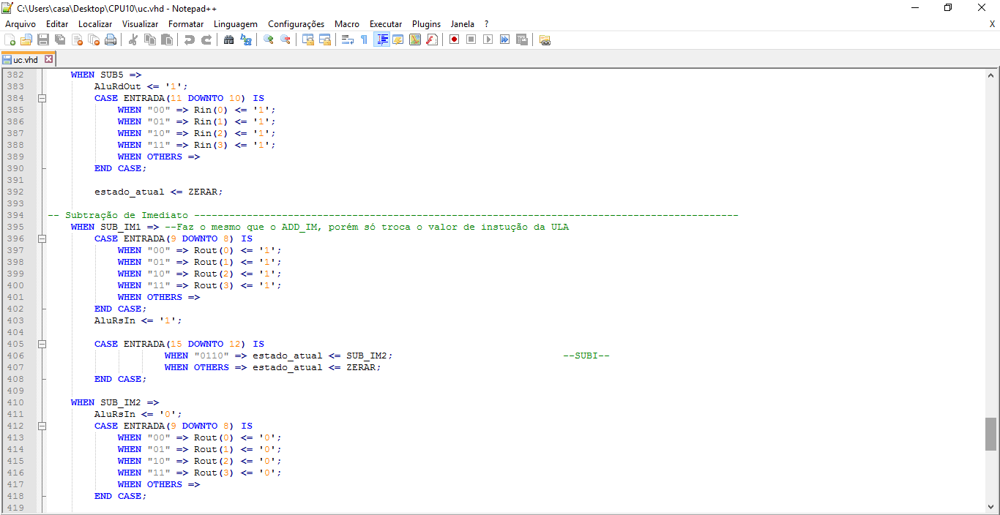 C:\Users\casa\Desktop\CPU10\uc.vhd - Notepad++
Arquivo Editar Localizar Visualizar Formatar Linguagem Configurações Macro Executar Plugins Janela ? X
uc.vhd
382 WHEN SUB5 =>
383 AluRdOut <= '1';
384 CASE ENTRADA(11 DOWNTO 10) IS
385 WHEN "00" => Rin(0) <= '1';
386 WHEN "01" => Rin(1) <= '1';
387 WHEN "10" => Rin(2) <= '1';
388 WHEN "11" => Rin(3) <= '1';
389 WHEN OTHERS =>
390 END CASE;
391
392 estado_atual <= ZERAR;
393
394 -- Subtração de Imediato ---------------------------------------------------------------------------------------------
395 WHEN SUB_IM1 => --Faz o mesmo que o ADD_IM, porém só troca o valor de instução da ULA
396 CASE ENTRADA(9 DOWNTO 8) IS
397 WHEN "00" => Rout(0) <= '1';
398 WHEN "01" => Rout(1) <= '1';
399 WHEN "10" => Rout(2) <= '1';
400 WHEN "11" => Rout(3) <= '1';
401 WHEN OTHERS =>
402 END CASE;
403 AluRsIn <= '1';
404
405 CASE ENTRADA(15 DOWNTO 12) IS
406 WHEN "0110" => estado_atual <= SUB_IM2; --SUBI--
407 WHEN OTHERS => estado_atual <= ZERAR;
408 END CASE;
409
410 WHEN SUB_IM2 =>
411 AluRsIn <= '0';
412 CASE ENTRADA(9 DOWNTO 8) IS
413 WHEN "00" => Rout(0) <= '0';
414 WHEN "01" => Rout(1) <= '0';
415 WHEN "10" => Rout(2) <= '0';
416 WHEN "11" => Rout(3) <= '0';
417 WHEN OTHERS =>
418 END CASE;
419